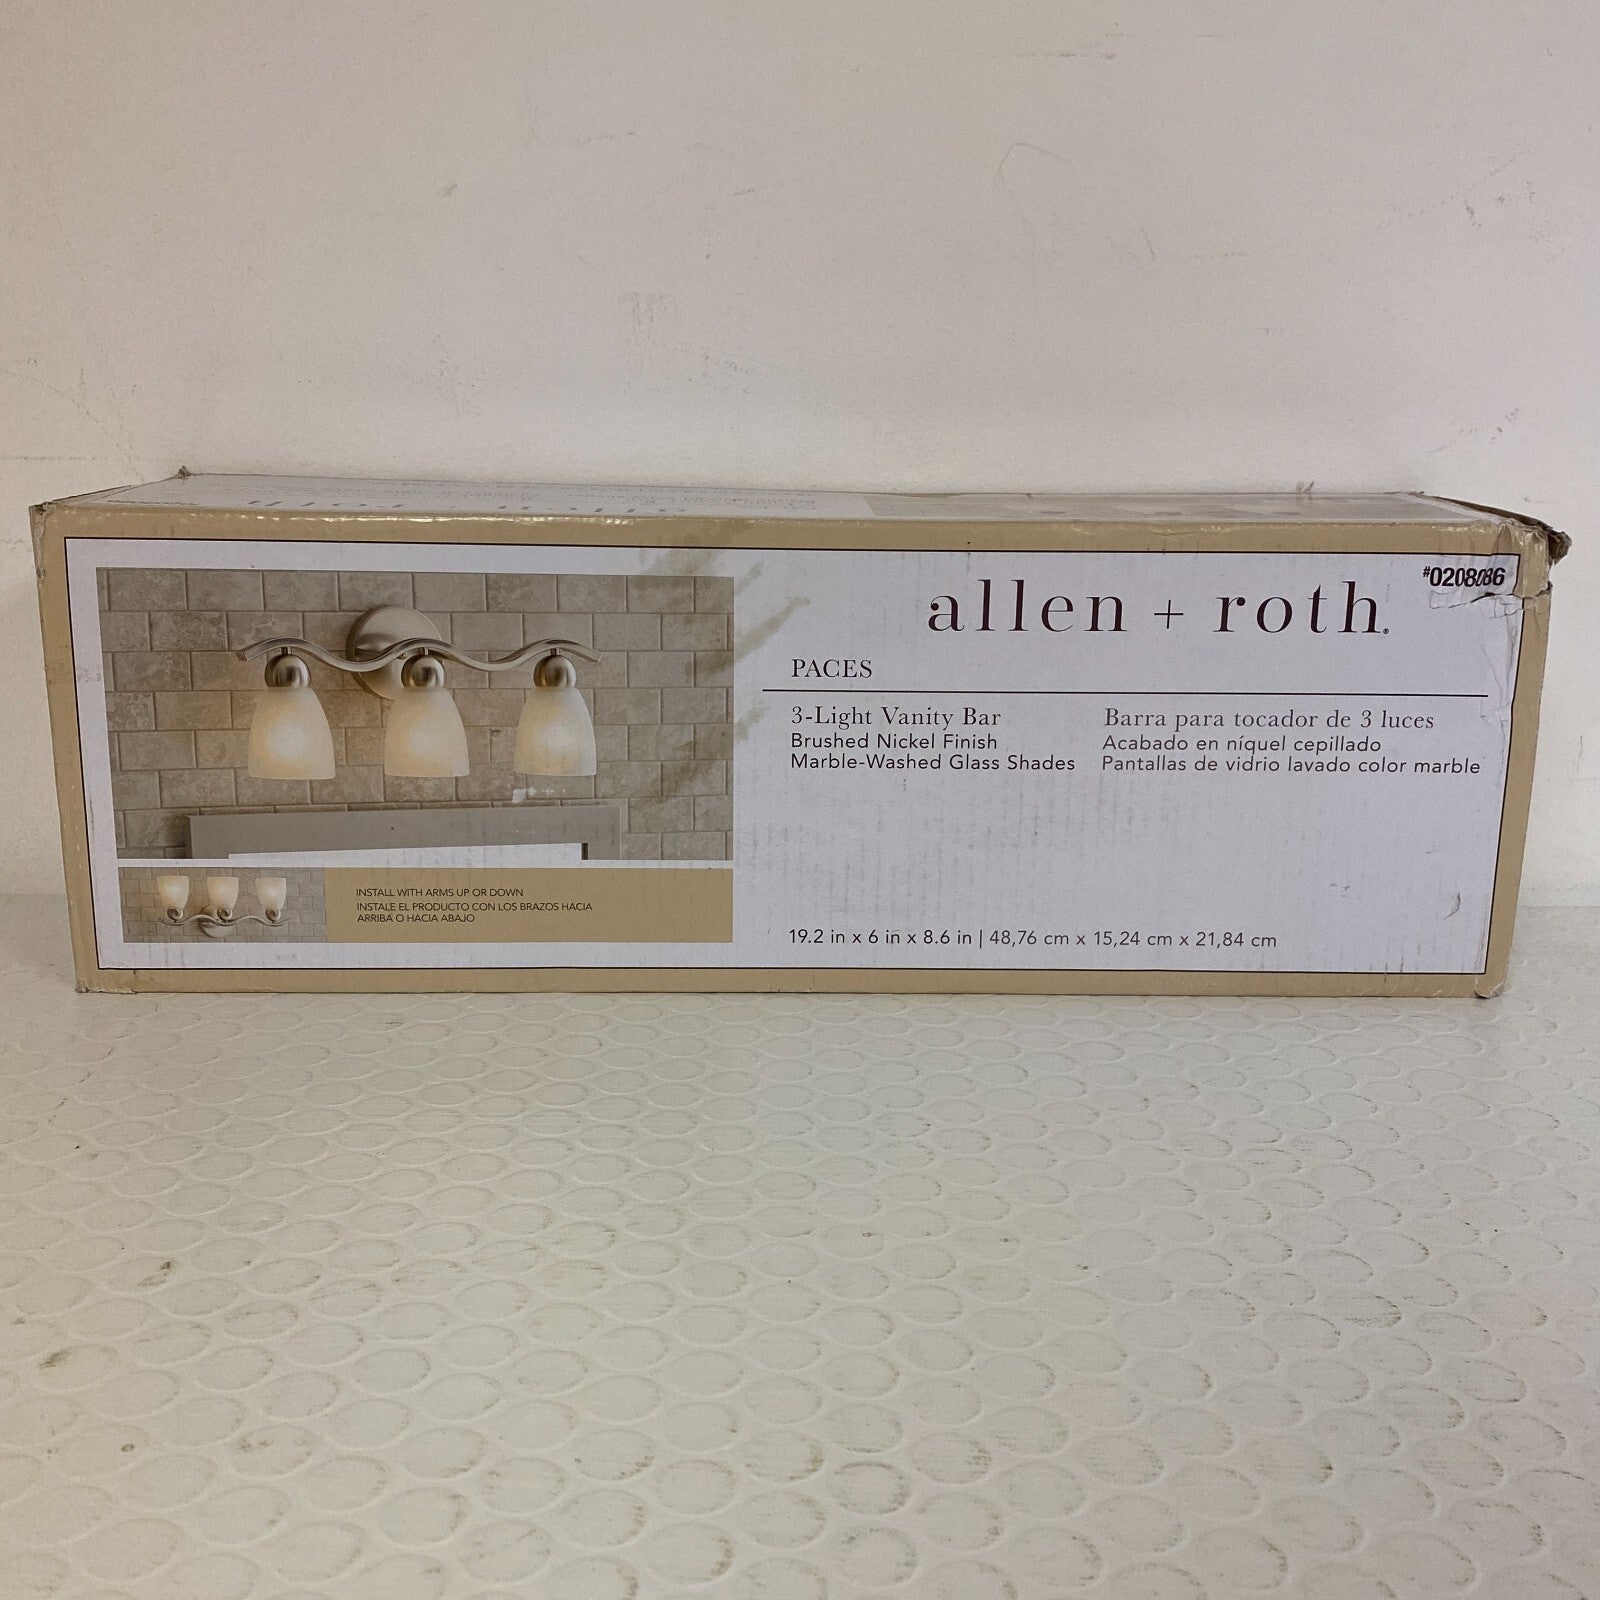 #0208086
allen + roth®
PACES
3-Light Vanity Bar
Brushed Nickel Finish
Marble-Washed Glass Shades
Barra para tocador de 3 luces
Acabado en níquel cepillado
Pantallas de vidrio lavado color marble
INSTALL WITH ARMS UP OR DOWN
INSTALE EL PRODUCTO CON LOS BRAZOS HACIA
ARRIBA O HACIA ABAJO
19.2 in x 6 in x 8.6 in | 48,76 cm x 15,24 cm x 21,84 cm
allen + roth